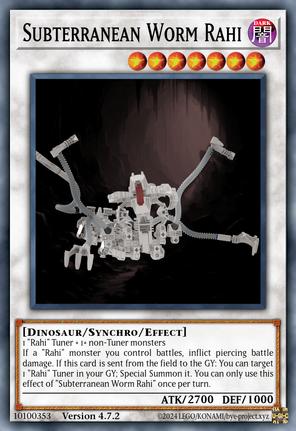 SUBTERRANEAN WORM RAHI
DARK
闇
[DINOSAUR/SYNCHRO/EFFECT]
1 "Rahi" Tuner + 1+ non-Tuner monsters
If a "Rahi" monster you control battles, inflict piercing battle
damage. If this card is sent from the field to the GY: You can target
1 "Rahi" Tuner in your GY; Special Summon it. You can only use this
effect of "Subterranean Worm Rahi" once per turn.
ATK/2700 DEF/1000
10100353 Version 4.7.2 ©2024 LEGO/KONAMI/bye-project.xyz